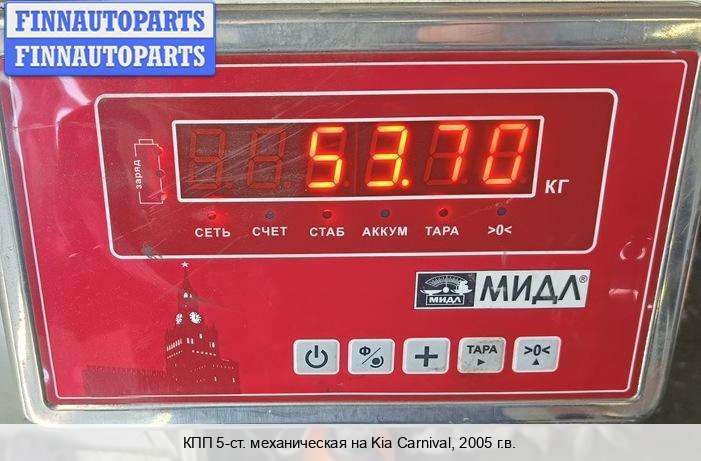 FINNAUTOPARTS
FINNAUTOPARTS
заряд
53.70
КГ
СЕТЬ СЧЕТ СТАБ АККУМ ТАРА >0<
МИДЛ МИДЛ®
Ф/ ТАРА >0<
КПП 5-ст. механическая на Kia Carnival, 2005 г.в.